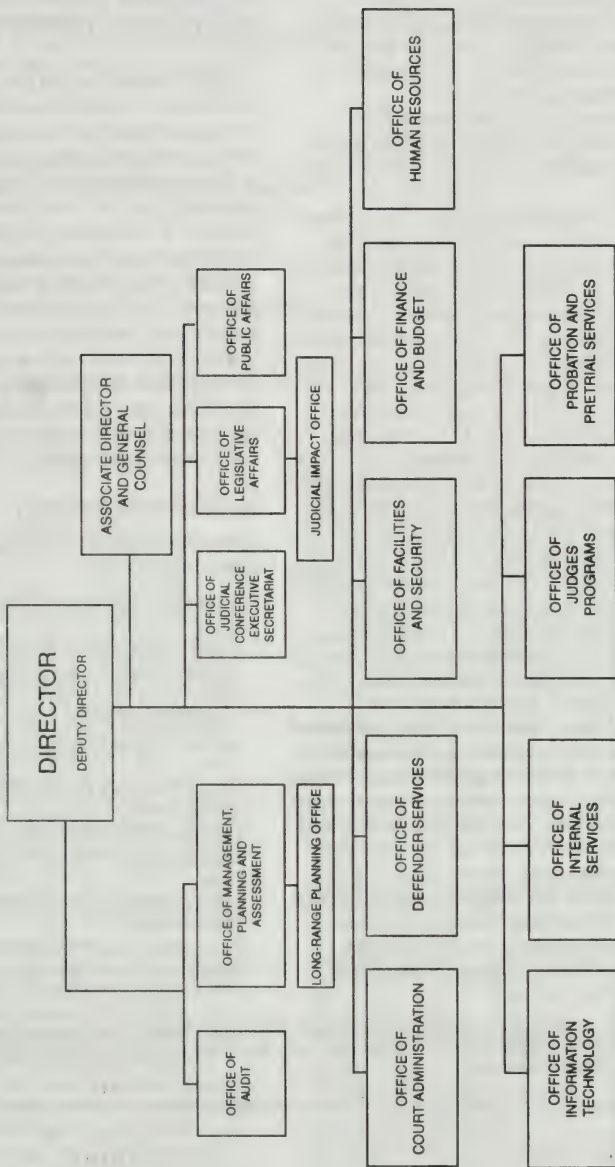 DIRECTOR
DEPUTY DIRECTOR
ASSOCIATE DIRECTOR
AND GENERAL
COUNSEL
OFFICE OF
AUDIT
OFFICE OF MANAGEMENT,
PLANNING AND
ASSESSMENT
LONG-RANGE PLANNING OFFICE
OFFICE OF
JUDICIAL
CONFERENCE
EXECUTIVE
SECRETARIAT
OFFICE OF
LEGISLATIVE
AFFAIRS
JUDICIAL IMPACT OFFICE
OFFICE OF
PUBLIC AFFAIRS
OFFICE OF
COURT ADMINISTRATION
OFFICE OF
DEFENDER SERVICES
OFFICE OF FACILITIES
AND SECURITY
OFFICE OF FINANCE
AND BUDGET
OFFICE OF
HUMAN RESOURCES
OFFICE OF
INFORMATION
TECHNOLOGY
OFFICE OF
INTERNAL
SERVICES
OFFICE OF
JUDGES
PROGRAMS
OFFICE OF
PROBATION AND
PRETRIAL SERVICES